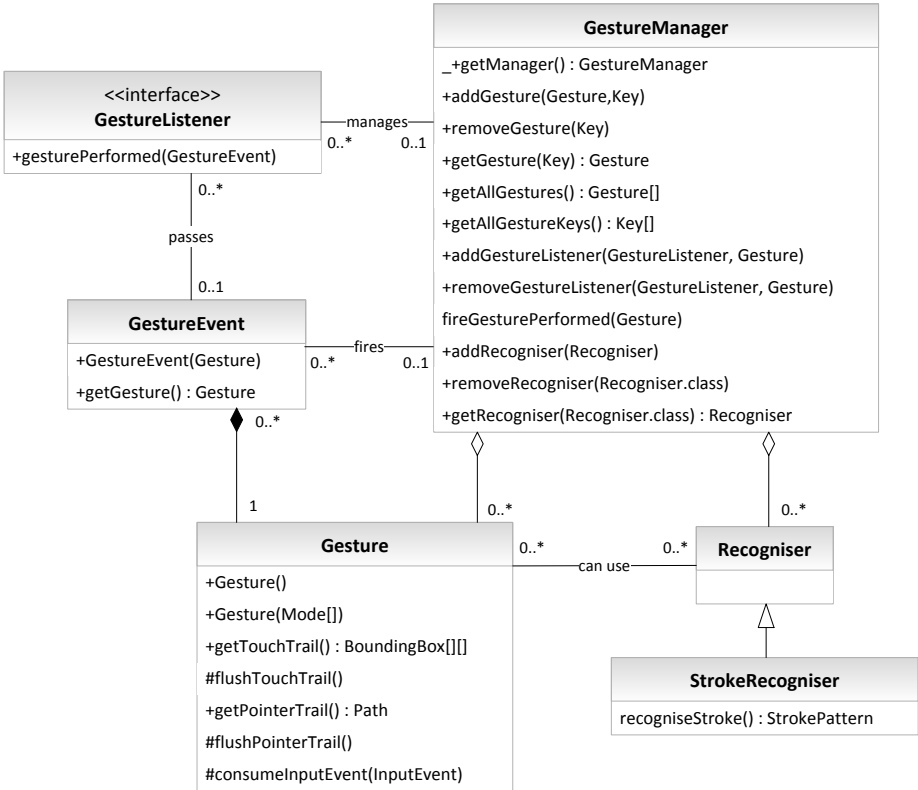 GestureManager
_+getManager() : GestureManager
+addGesture(Gesture,Key)
+removeGesture(Key)
+getGesture(Key) : Gesture
+getAllGestures() : Gesture[]
+getAllGestureKeys() : Key[]
+addGestureListener(GestureListener, Gesture)
+removeGestureListener(GestureListener, Gesture)
fireGesturePerformed(Gesture)
+addRecogniser(Recogniser)
+removeRecogniser(Recogniser.class)
+getRecogniser(Recogniser.class) : Recogniser
<<interface>>
GestureListener
+gesturePerformed(GestureEvent)
manages
0..* 0..1
0..*
passes
0..1
GestureEvent
+GestureEvent(Gesture)
+getGesture() : Gesture
fires
0..* 0..1
0..*
1
0..*
0..*
Gesture
+Gesture()
+Gesture(Mode[])
+getTouchTrail() : BoundingBox[][]
#flushTouchTrail()
+getPointerTrail() : Path
#flushPointerTrail()
#consumeInputEvent(InputEvent)
0..* 0..*
can use
Recogniser
StrokeRecogniser
recogniseStroke() : StrokePattern